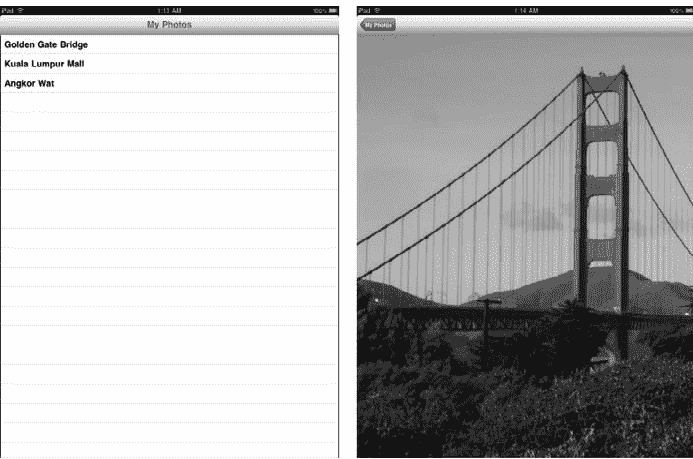 iPad 1:13 AM 100%
My Photos
Golden Gate Bridge
Kuala Lumpur Mall
Angkor Wat
iPad 1:14 AM 100%
My Photos